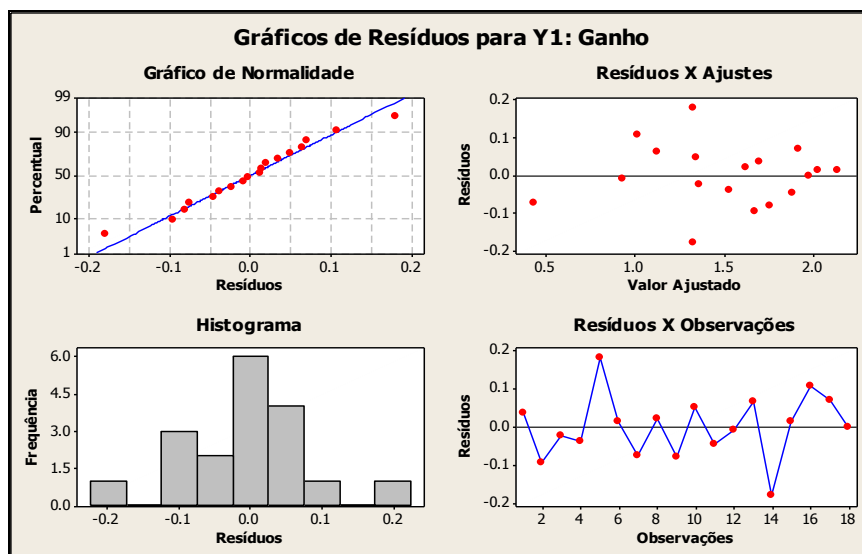 Gráficos de Resíduos para Y1: Ganho
Gráfico de Normalidade
Percentual
99
90
50
10
1
-0.2 -0.1 0.0 0.1 0.2
Resíduos
Resíduos X Ajustes
Resíduos
0.2
0.1
0.0
-0.1
-0.2
0.5 1.0 1.5 2.0
Valor Ajustado
Histograma
Frequência
6.0
4.5
3.0
1.5
0.0
-0.2 -0.1 0.0 0.1 0.2
Resíduos
Resíduos X Observações
Resíduos
0.2
0.1
0.0
-0.1
-0.2
2 4 6 8 10 12 14 16 18
Observações